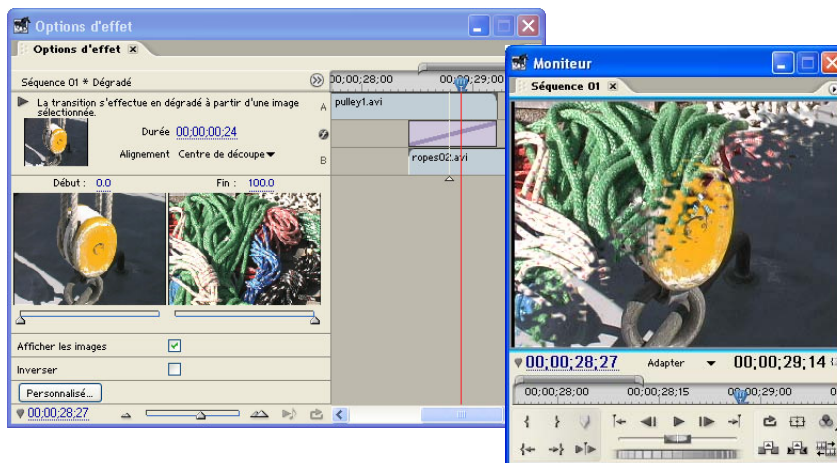 Options d'effet
Options d'effet
Séquence 01 * Dégradé
La transition s'effectue en dégradé à partir d'une image
sélectionnée.
Durée 00;00;00;24
Alignement Centre de découpe
Début : 0.0
Fin : 100.0
Afficher les images
Inverser
Personnalisé...
00;00;28;27
00;00;28;00
00;00;29;00
A
pulley1.avi
B
ropes02.avi
Moniteur
Séquence 01
00;00;28;27
Adapter
00;00;29;14
00;00;28;00
00;00;28;15
00;00;29;00